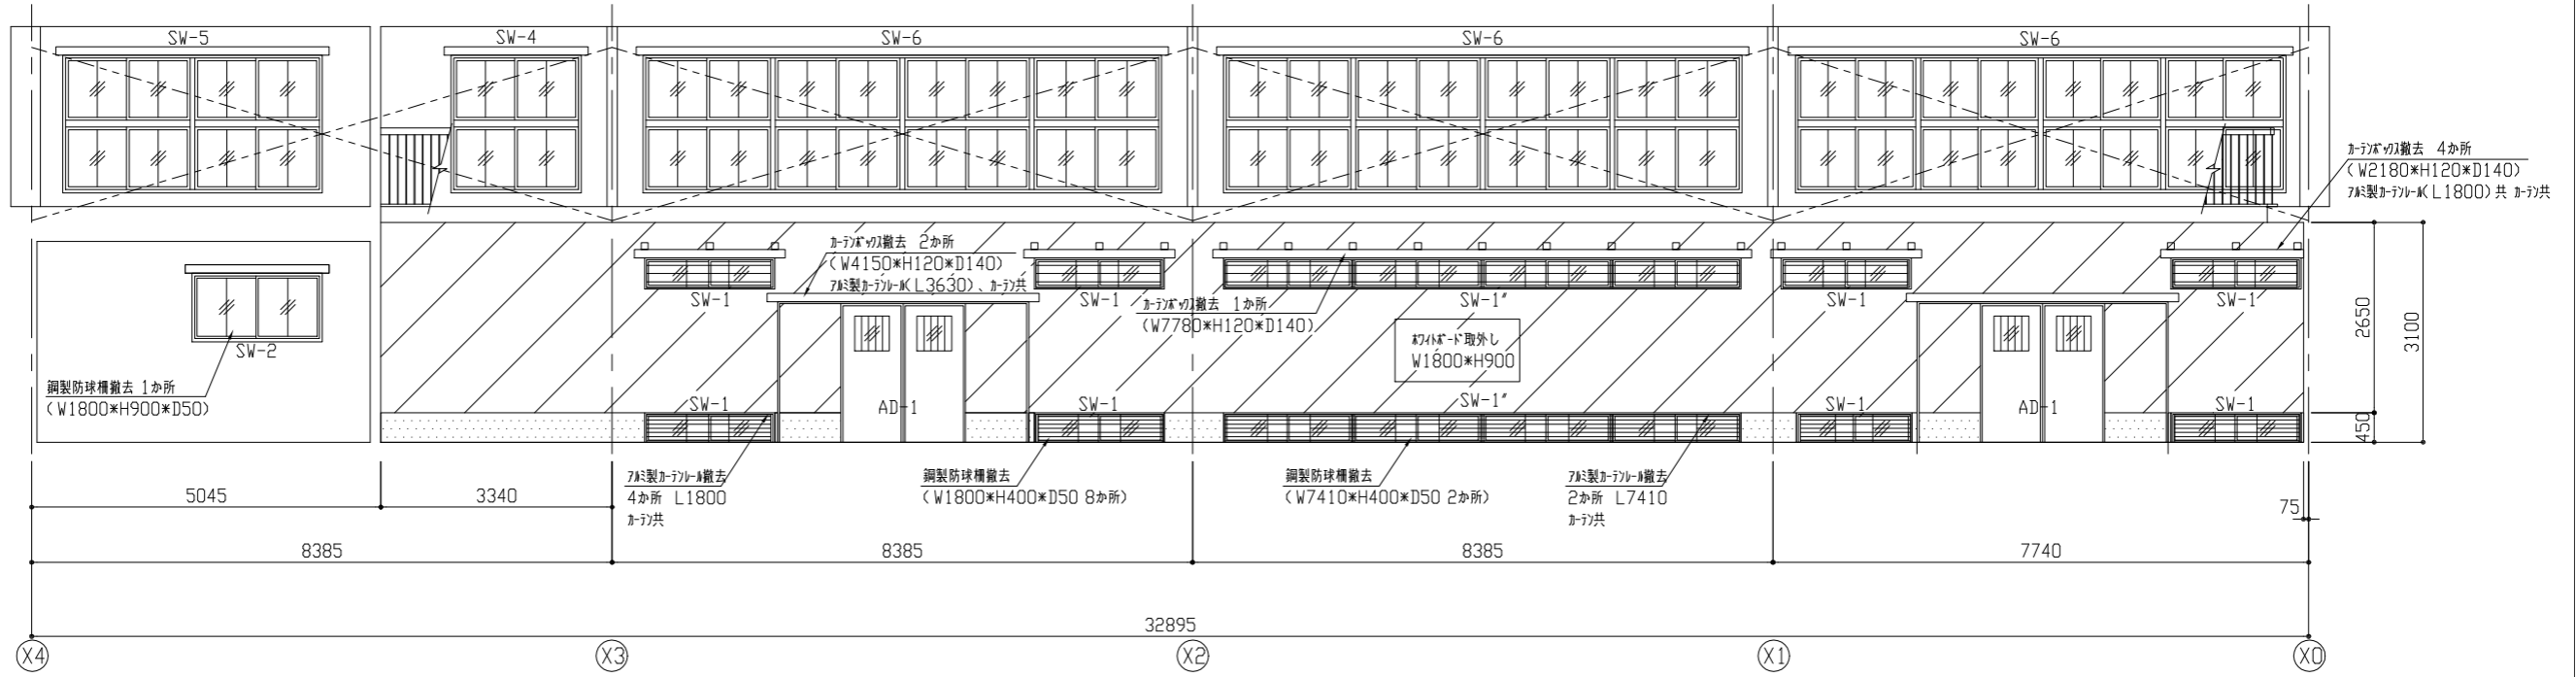 SW-5
SW-4
SW-6
SW-6
SW-6
カーテンボックス撤去 4か所
(W2180*H120*D140)
アルミ製カーテンレール(L1800)共 カーテン共
カーテンボックス撤去 2か所
(W4150*H120*D140)
アルミ製カーテンレール(L3630)、カーテン共
SW-1
SW-1
カーテンボックス撤去 1か所
(W7780*H120*D140)
SW-1"
SW-1
SW-1
ホワイトボード取外し
W1800*H900
SW-2
鋼製防球柵撤去 1か所
(W1800*H900*D50)
SW-1
AD-1
SW-1
SW-1"
SW-1
AD-1
SW-1
2650
3100
450
アルミ製カーテンレール撤去
4か所 L1800
カーテン共
鋼製防球柵撤去
(W1800*H400*D50 8か所)
鋼製防球柵撤去
(W7410*H400*D50 2か所)
アルミ製カーテンレール撤去
2か所 L7410
カーテン共
5045
3340
75
8385
8385
8385
7740
32895
X4
X3
X2
X1
X0